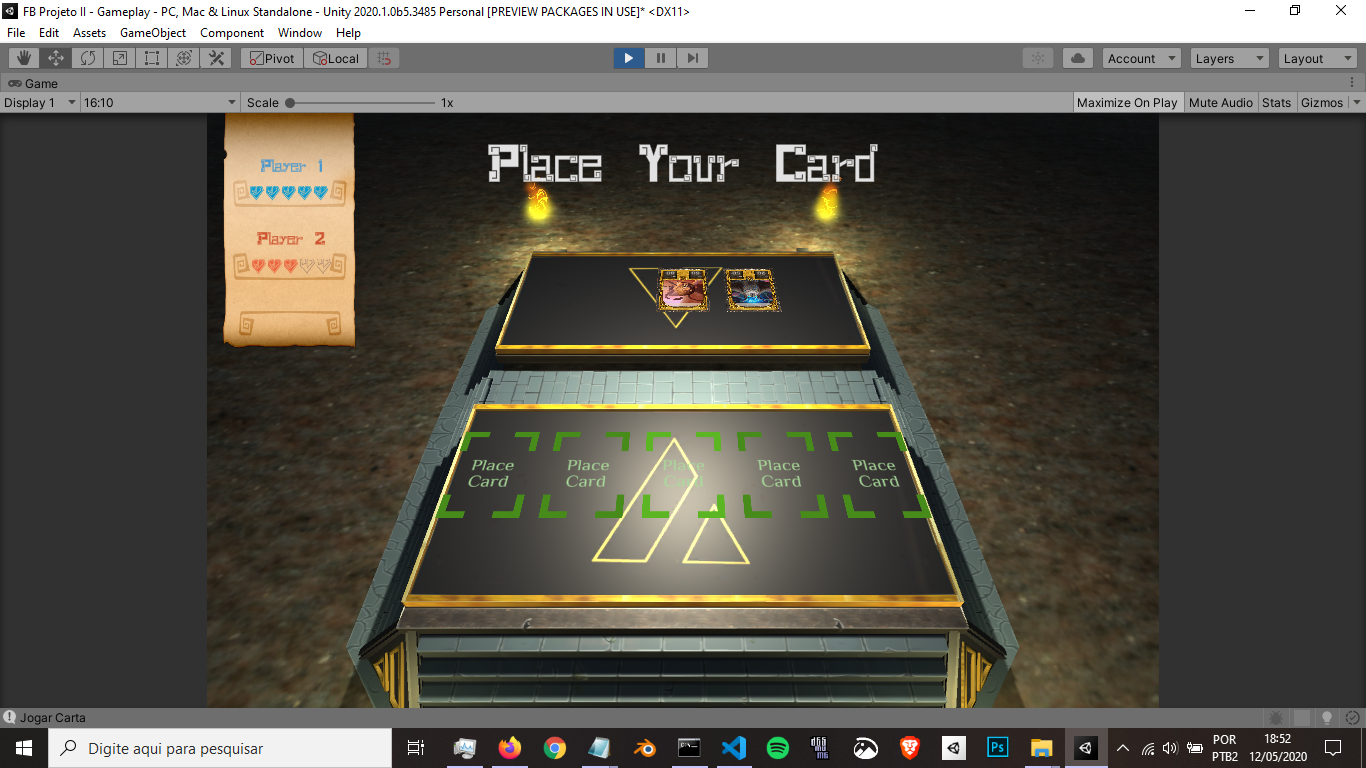 FB Projeto II - Gameplay - PC, Mac & Linux Standalone - Unity 2020.1.0b5.3485 Personal [PREVIEW PACKAGES IN USE]* <DX11>
File Edit Assets GameObject Component Window Help
Pivot Local Account Layers Layout
Game
Display 1 16:10 Scale 1x Maximize On Play Mute Audio Stats Gizmos
Place Your Card
Player 1
Player 2
Place Card
Place Card
Place Card
Place Card
Place Card
Jogar Carta
Digite aqui para pesquisar
Ps
POR
PTB2
18:52
12/05/2020